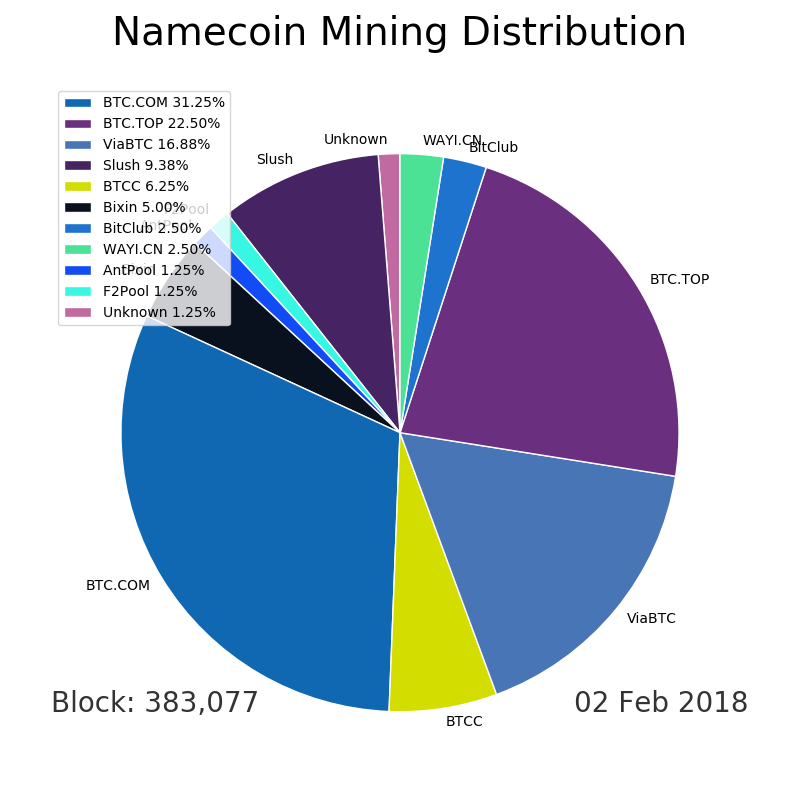 Namecoin Mining Distribution
BTC.COM 31.25%
BTC.TOP 22.50%
ViaBTC 16.88%
Slush 9.38%
BTCC 6.25%
Bixin 5.00%
BitClub 2.50%
WAYI.CN 2.50%
AntPool 1.25%
F2Pool 1.25%
Unknown 1.25%
Unknown
WAYI.CN
BitClub
Slush
F2Pool
AntPool
BTC.TOP
BTC.COM
ViaBTC
BTCC
Block: 383,077
02 Feb 2018